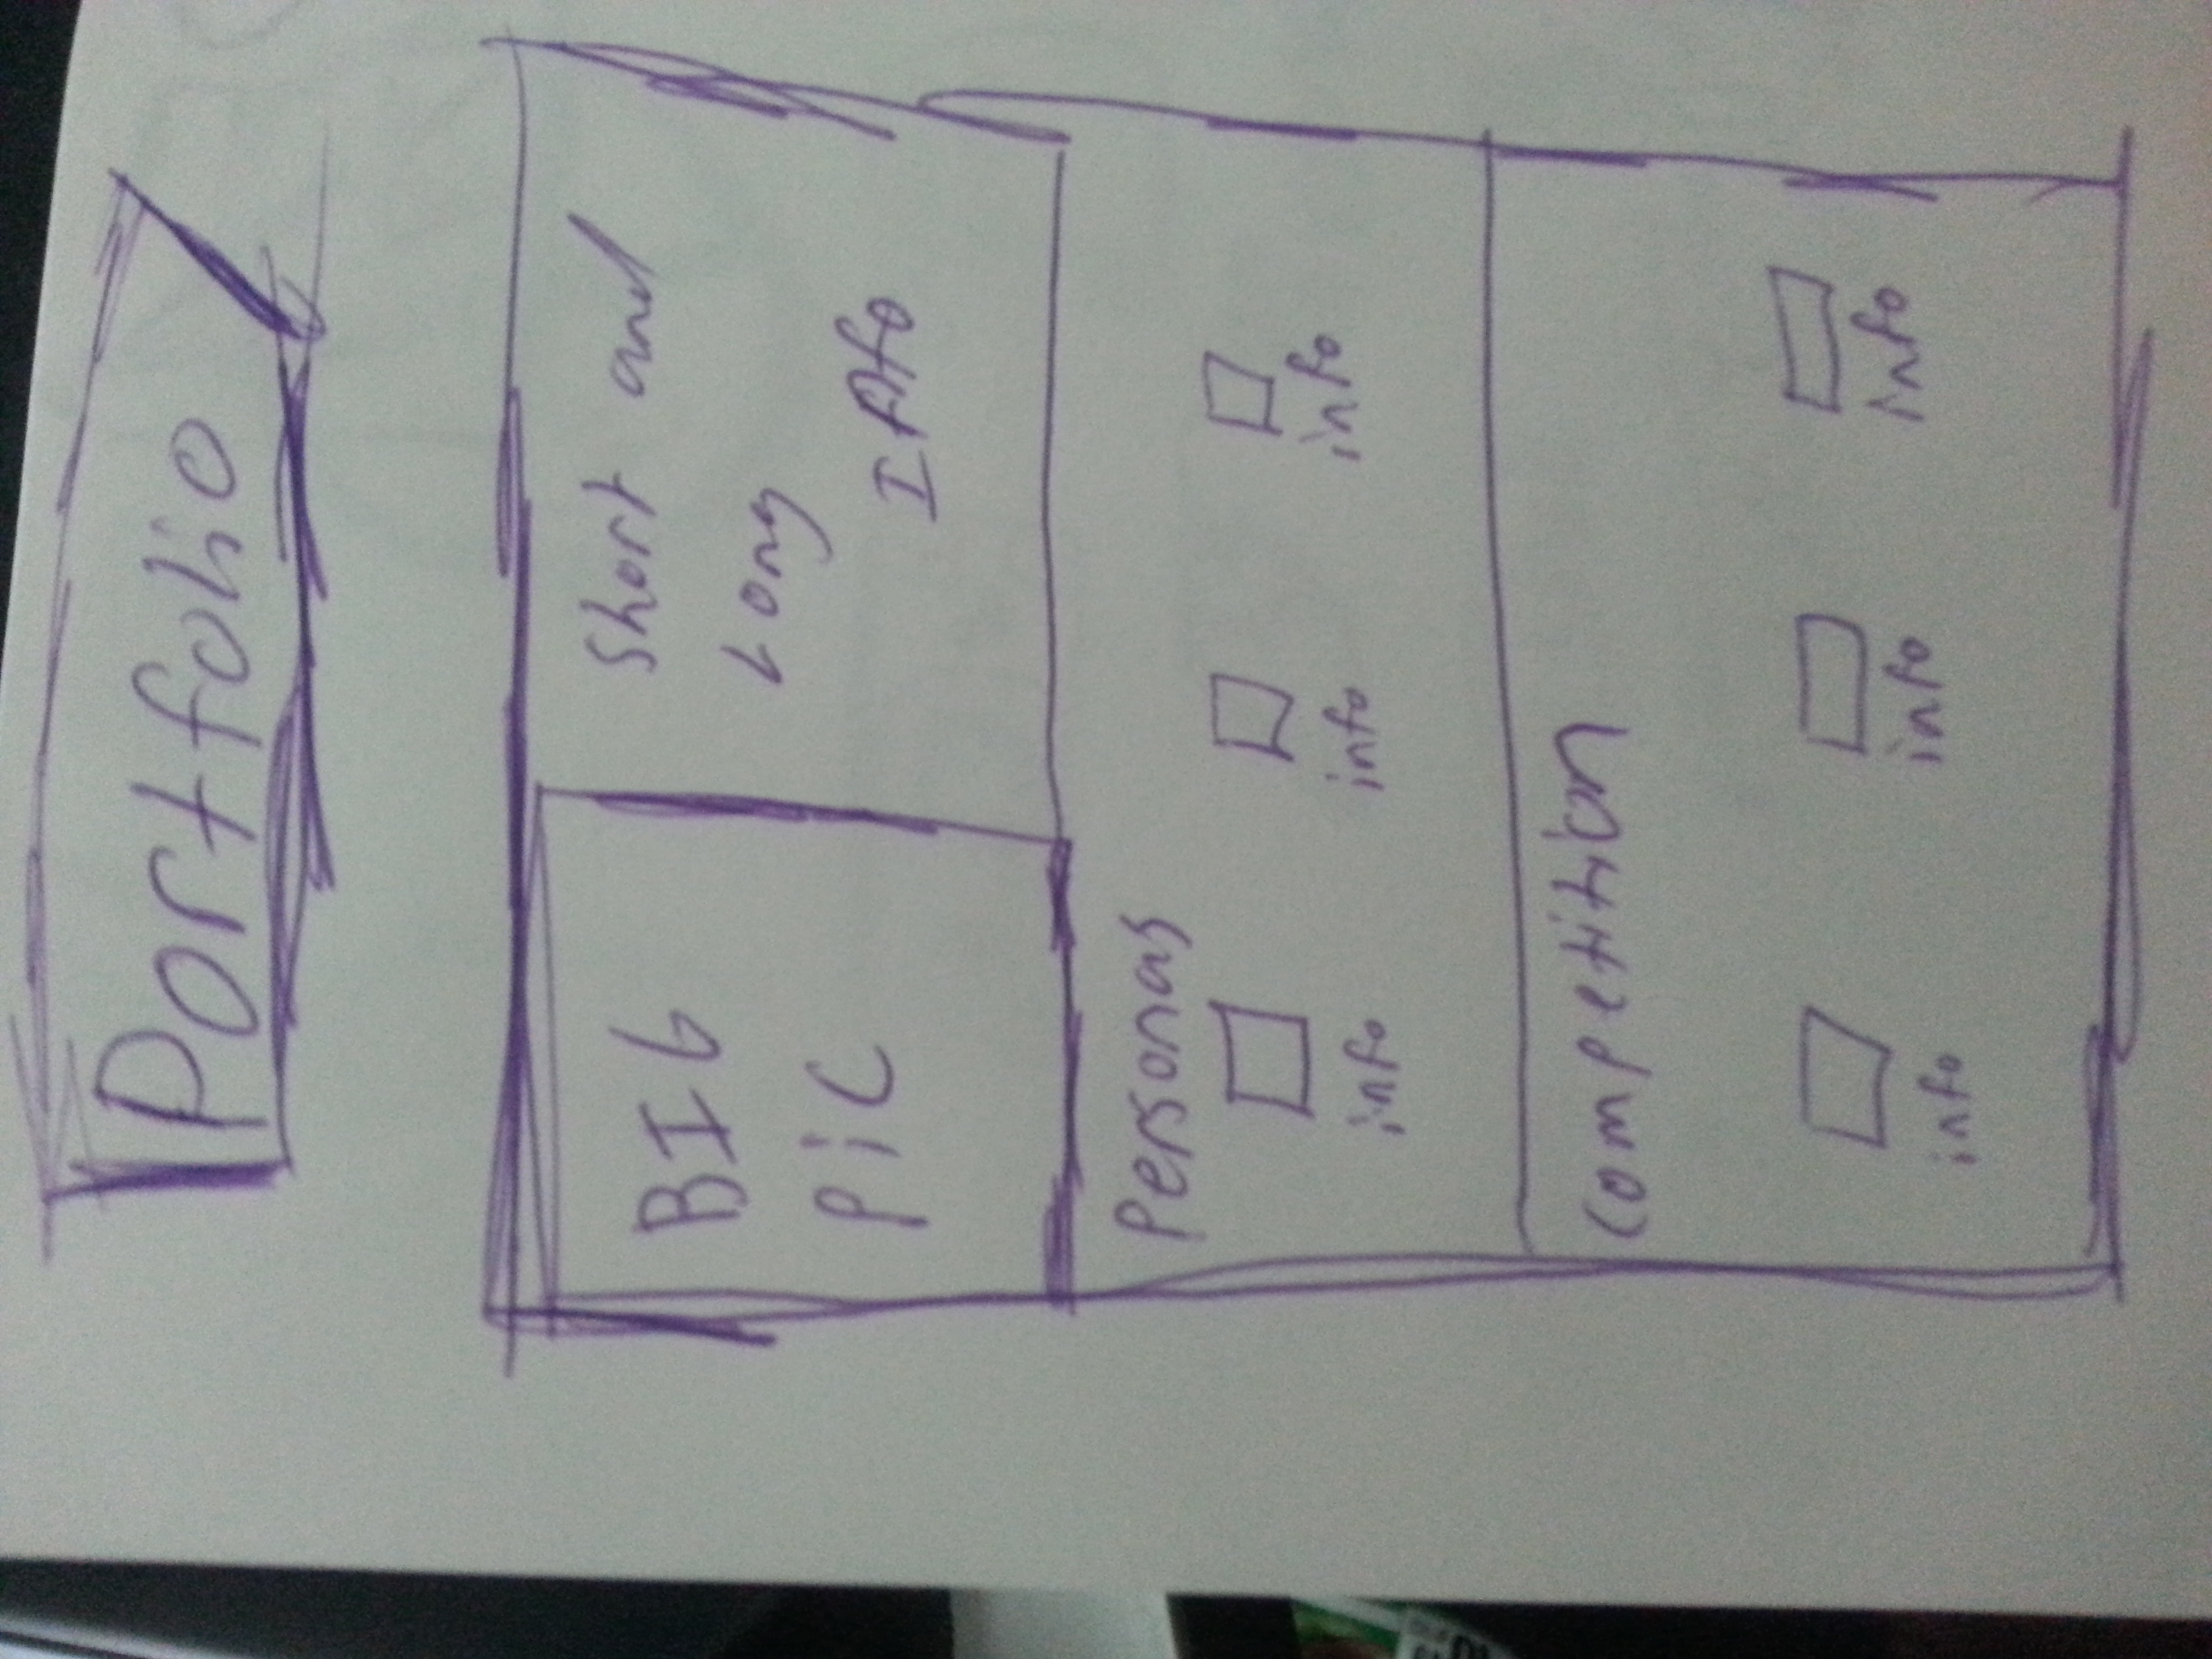 Portfolio
BIG
PiC
Short and
Long
Info
Personas
info
info
info
Competition
info
info
info